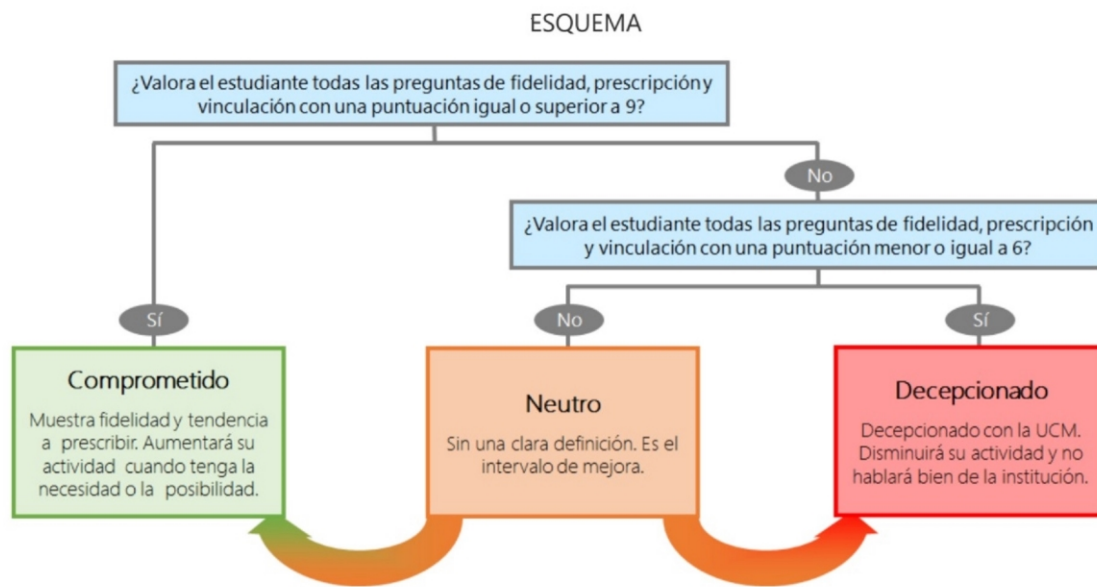 ESQUEMA
¿Valora el estudiante todas las preguntas de fidelidad, prescripción y
vinculación con una puntuación igual o superior a 9?
No
¿Valora el estudiante todas las preguntas de fidelidad, prescripción
y vinculación con una puntuación menor o igual a 6?
Sí
No
Sí
Comprometido
Muestra fidelidad y tendencia
a prescribir. Aumentará su
actividad cuando tenga la
necesidad o la posibilidad.
Neutro
Sin una clara definición. Es el
intervalo de mejora.
Decepcionado
Decepcionado con la UCM.
Disminuirá su actividad y no
hablará bien de la institución.